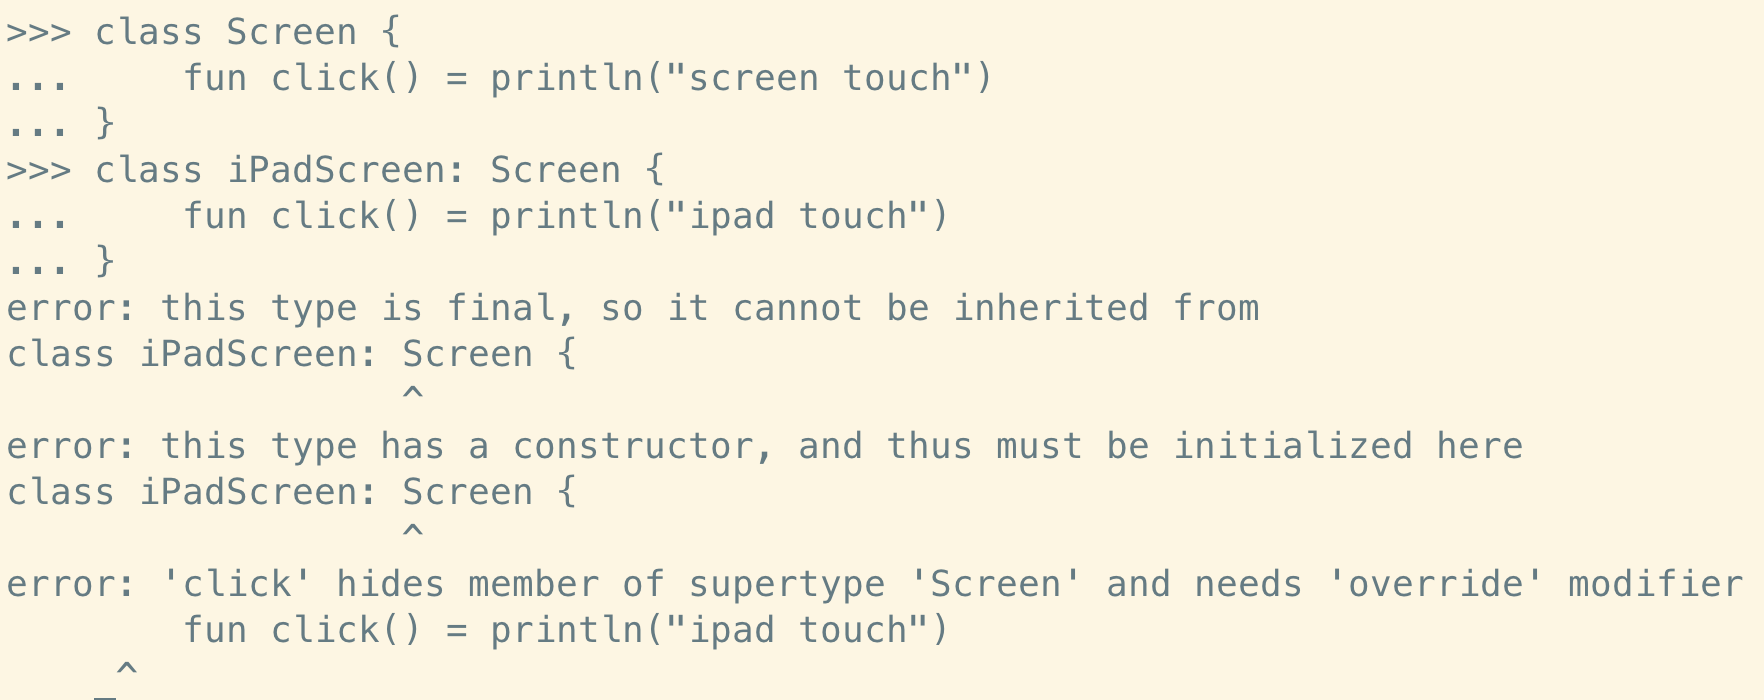 >>> class Screen {
...     fun click() = println("screen touch")
... }
>>> class iPadScreen: Screen {
...     fun click() = println("ipad touch")
... }
error: this type is final, so it cannot be inherited from
class iPadScreen: Screen {
                  ^
error: this type has a constructor, and thus must be initialized here
class iPadScreen: Screen {
                  ^
error: 'click' hides member of supertype 'Screen' and needs 'override' modifier
        fun click() = println("ipad touch")
     ^